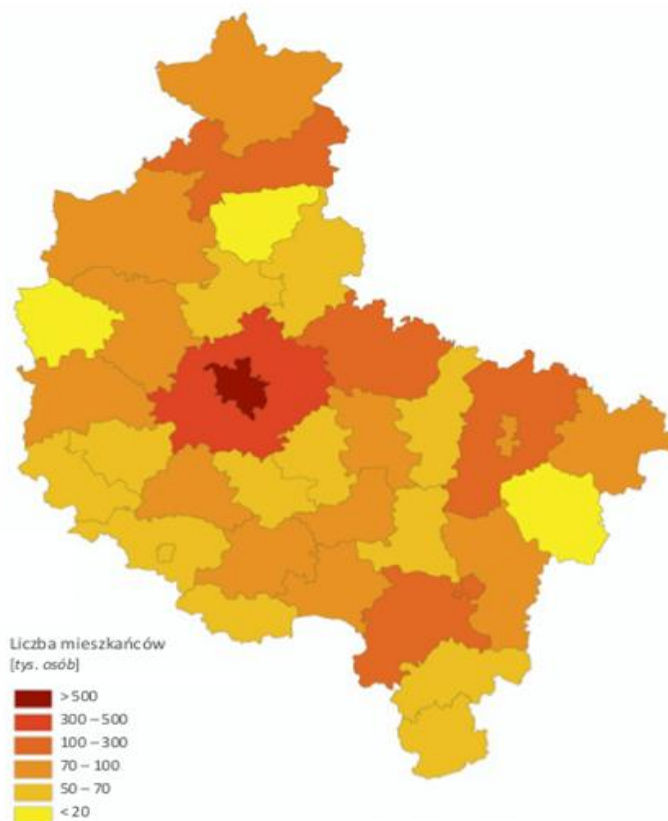 Liczba mieszkańców
[tys. osób]
> 500
300 – 500
100 – 300
70 – 100
50 – 70
< 20